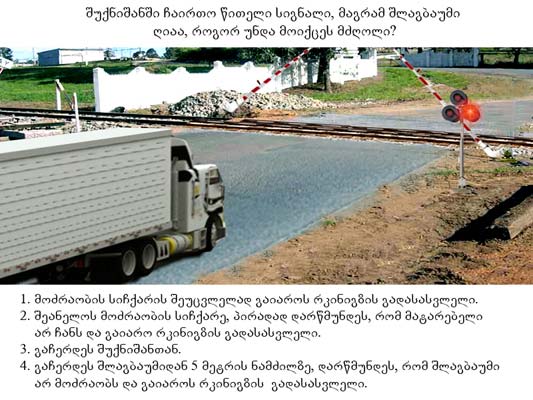 შუქნიშანში ჩაირთო წითელი სიგნალი, მაგრამ შლაგბაუმი
ღიაა, როგორ უნდა მოიქცეს მძღოლი?
1. მოძრაობის სიჩქარის შეუცვლელად გაიაროს რკინიგზის გადასასვლელი.
2. შეანელოს მოძრაობის სიჩქარე, პირადად დარწმუნდეს, რომ მატარებელი
არ ჩანს და გაიარო რკინიგზის გადასვლელი.
3. გაჩერდეს შუქნიშანთან.
4. გაჩერდეს შლაგბაუმიდან 5 მეტრის ნამძილზე, დარწმუნდეს, რომ შლაგბაუმი
არ მოძრაობს და გაიაროს რკინიგზის გადასასვლელი.